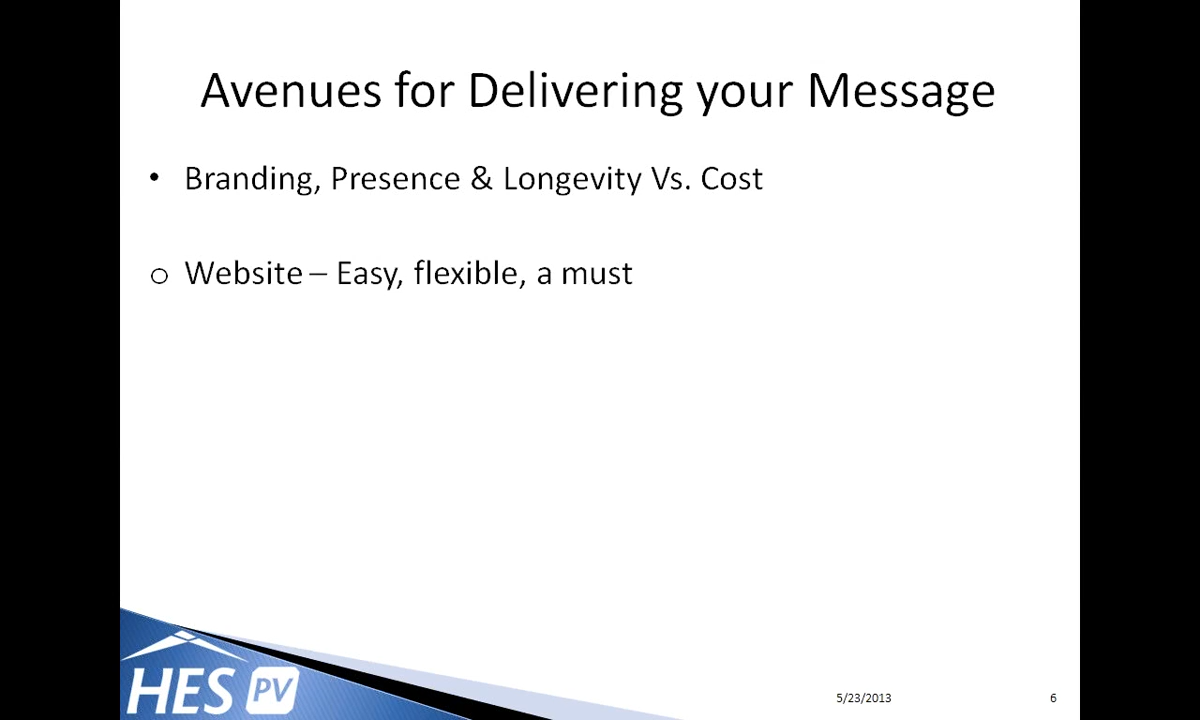 Avenues for Delivering your Message
• Branding, Presence & Longevity Vs. Cost
o Website – Easy, flexible, a must
HES PV
5/23/2013
6